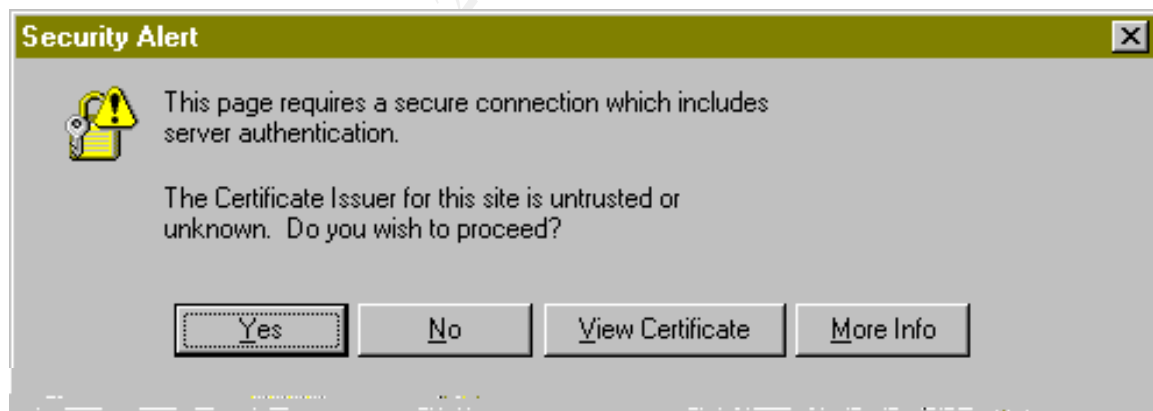 Security Alert
This page requires a secure connection which includes
server authentication.
The Certificate Issuer for this site is untrusted or
unknown.  Do you wish to proceed?
Yes No View Certificate More Info